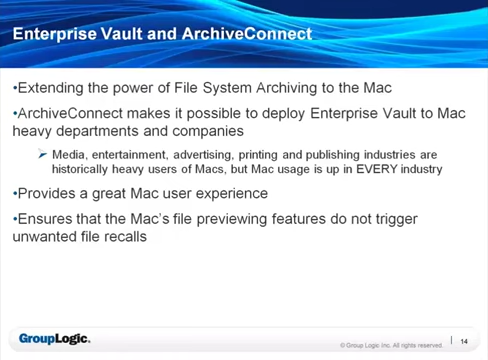 Enterprise Vault and ArchiveConnect
•Extending the power of File System Archiving to the Mac
•ArchiveConnect makes it possible to deploy Enterprise Vault to Mac
heavy departments and companies
➢ Media, entertainment, advertising, printing and publishing industries are
historically heavy users of Macs, but Mac usage is up in EVERY industry
•Provides a great Mac user experience
•Ensures that the Mac's file previewing features do not trigger
unwanted file recalls
GroupLogic.
© Group Logic Inc. All rights reserved. | 14